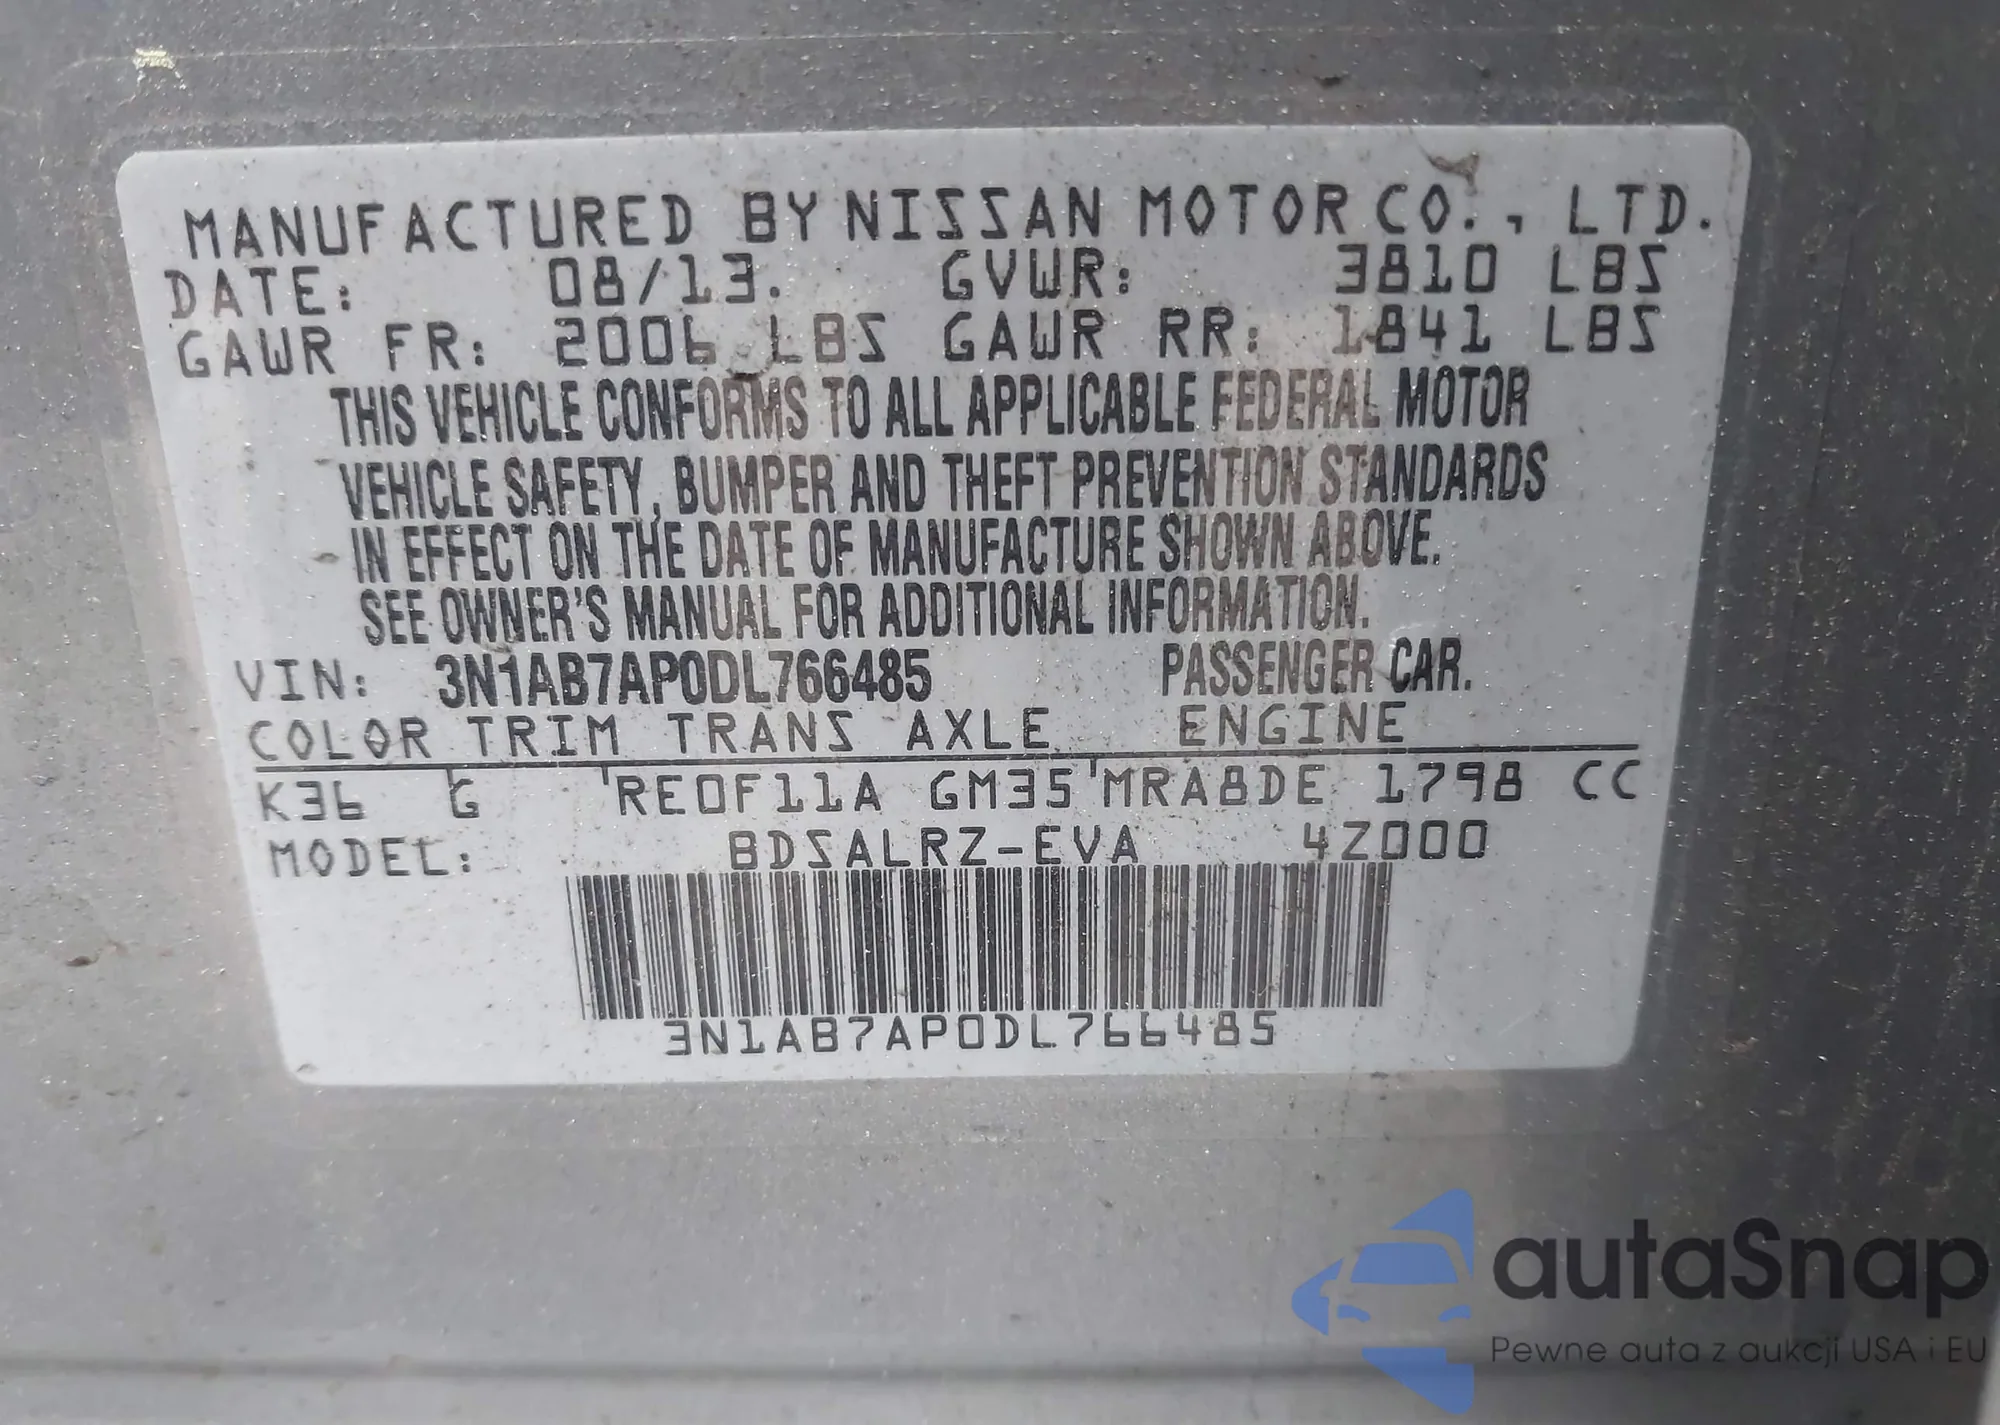 MANUFACTURED BY NISSAN MOTOR CO., LTD.
DATE: 08/13. GVWR: 3810 LBS
GAWR FR: 2006 LBS GAWR RR: 1841 LBS
THIS VEHICLE CONFORMS TO ALL APPLICABLE FEDERAL MOTOR
VEHICLE SAFETY, BUMPER AND THEFT PREVENTION STANDARDS
IN EFFECT ON THE DATE OF MANUFACTURE SHOWN ABOVE.
SEE OWNER'S MANUAL FOR ADDITIONAL INFORMATION.
VIN: 3N1AB7AP0DL766485 PASSENGER CAR.
COLOR TRIM TRANS AXLE ENGINE
K36 G RE0F11A GM35 MRA8DE 1798 CC
MODEL: BDSALRZ-EVA 4Z000
3N1AB7AP0DL766485
autaSnap
Pewne auta z aukcji USA i EU